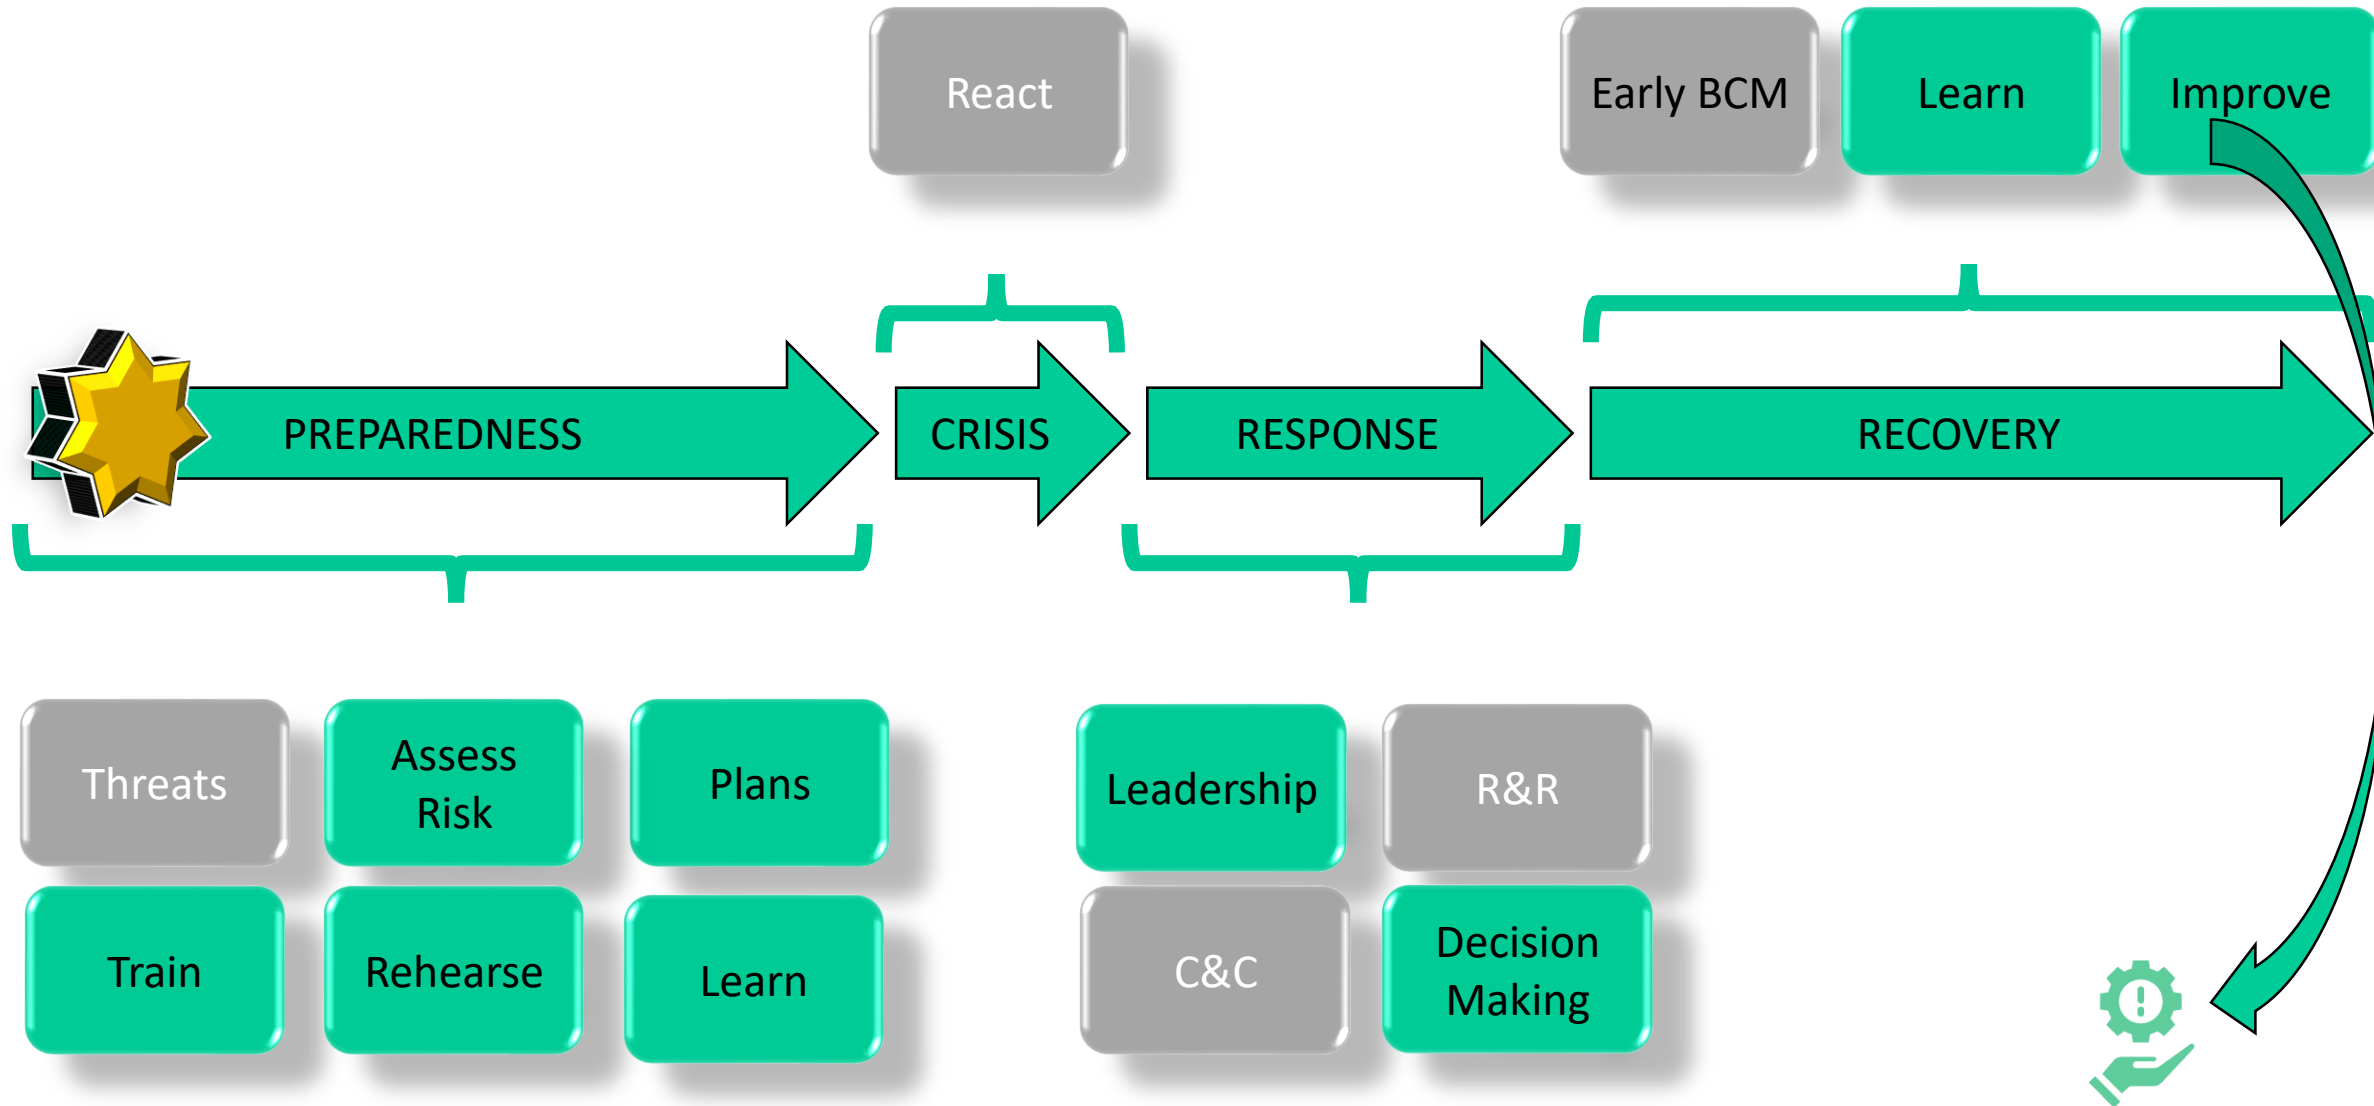 React
Early BCM
Learn
Improve
PREPAREDNESS
CRISIS
RESPONSE
RECOVERY
Threats
Assess
Risk
Plans
Leadership
R&R
Train
Rehearse
Learn
C&C
Decision
Making